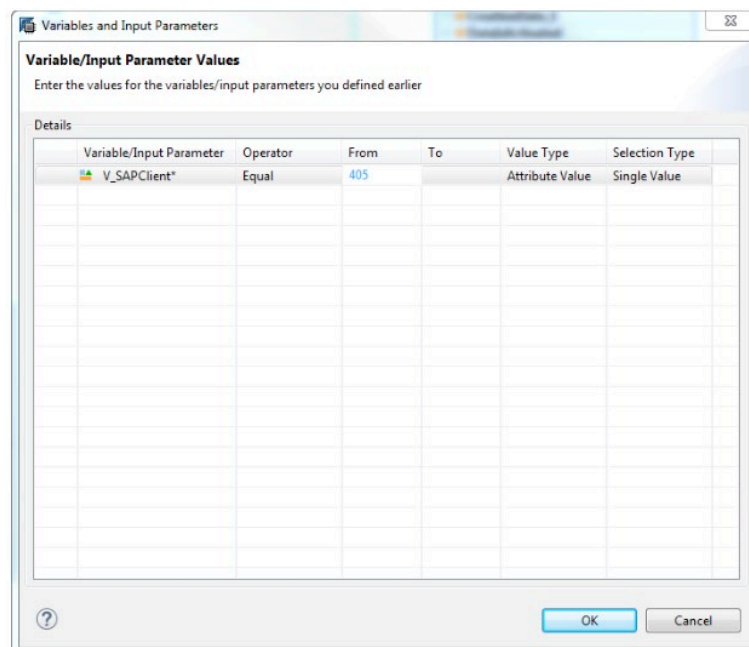 Variables and Input Parameters
Variable/Input Parameter Values
Enter the values for the variables/input parameters you defined earlier
Details
Variable/Input Parameter Operator From To Value Type Selection Type
V_SAPClient* Equal 405 Attribute Value Single Value
? OK Cancel